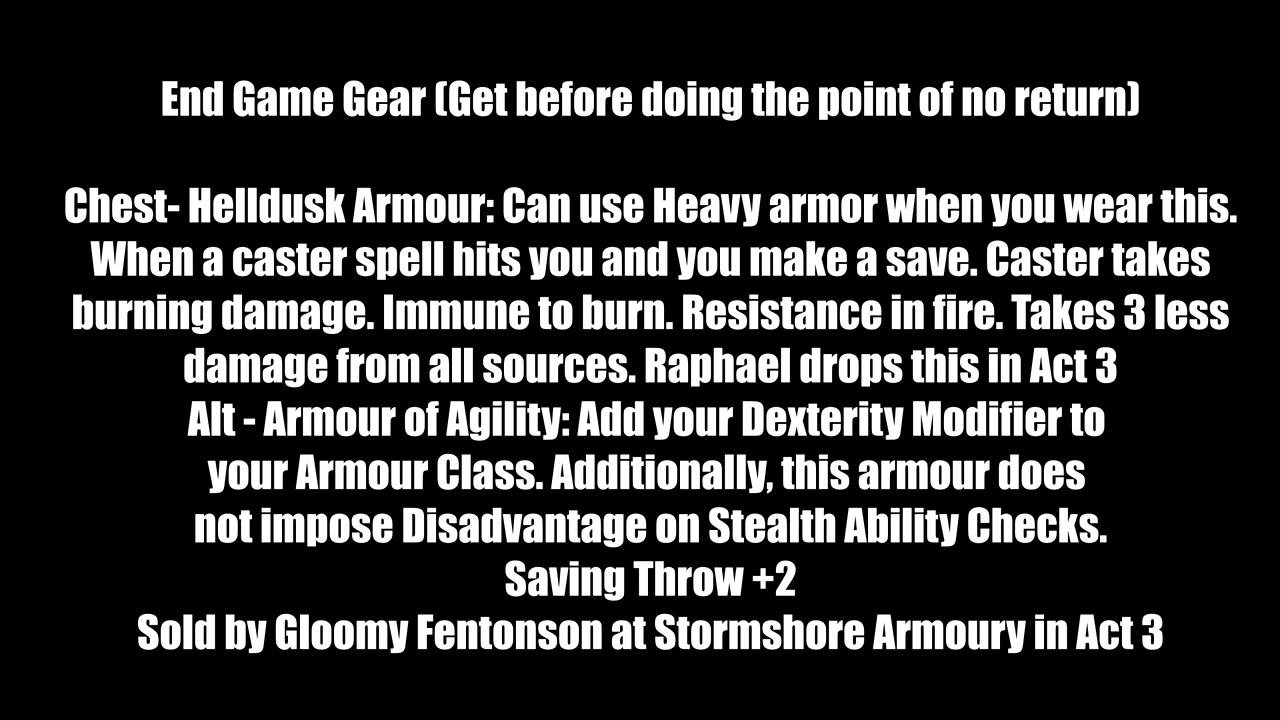 End Game Gear (Get before doing the point of no return)
Chest- Helldusk Armour: Can use Heavy armor when you wear this.
When a caster spell hits you and you make a save. Caster takes
burning damage. Immune to burn. Resistance in fire. Takes 3 less
damage from all sources. Raphael drops this in Act 3
Alt - Armour of Agility: Add your Dexterity Modifier to
your Armour Class. Additionally, this armour does
not impose Disadvantage on Stealth Ability Checks.
Saving Throw +2
Sold by Gloomy Fentonson at Stormshore Armoury in Act 3